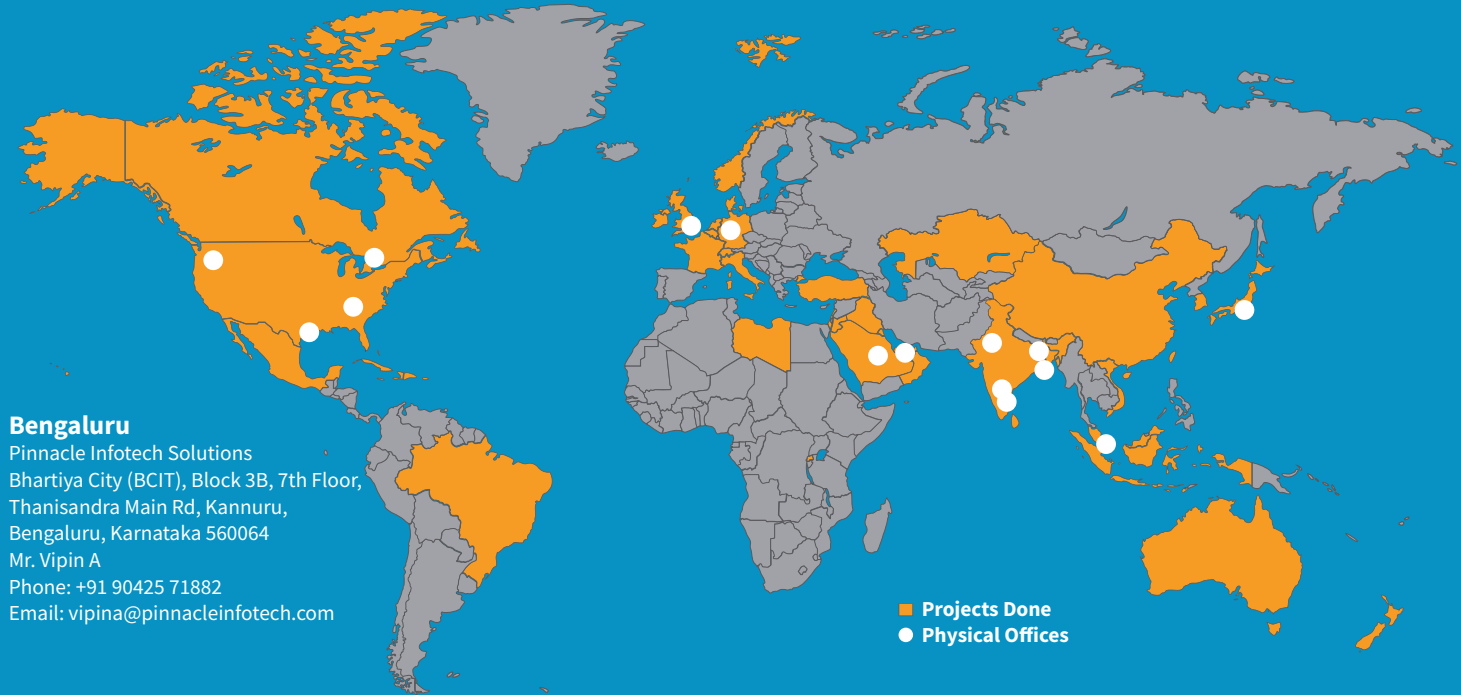 Bengaluru
Pinnacle Infotech Solutions
Bhartiya City (BCIT), Block 3B, 7th Floor,
Thanisandra Main Rd, Kannuru,
Bengaluru, Karnataka 560064
Mr. Vipin A
Phone: +91 90425 71882
Email: vipina@pinnacleinfotech.com
Projects Done
Physical Offices